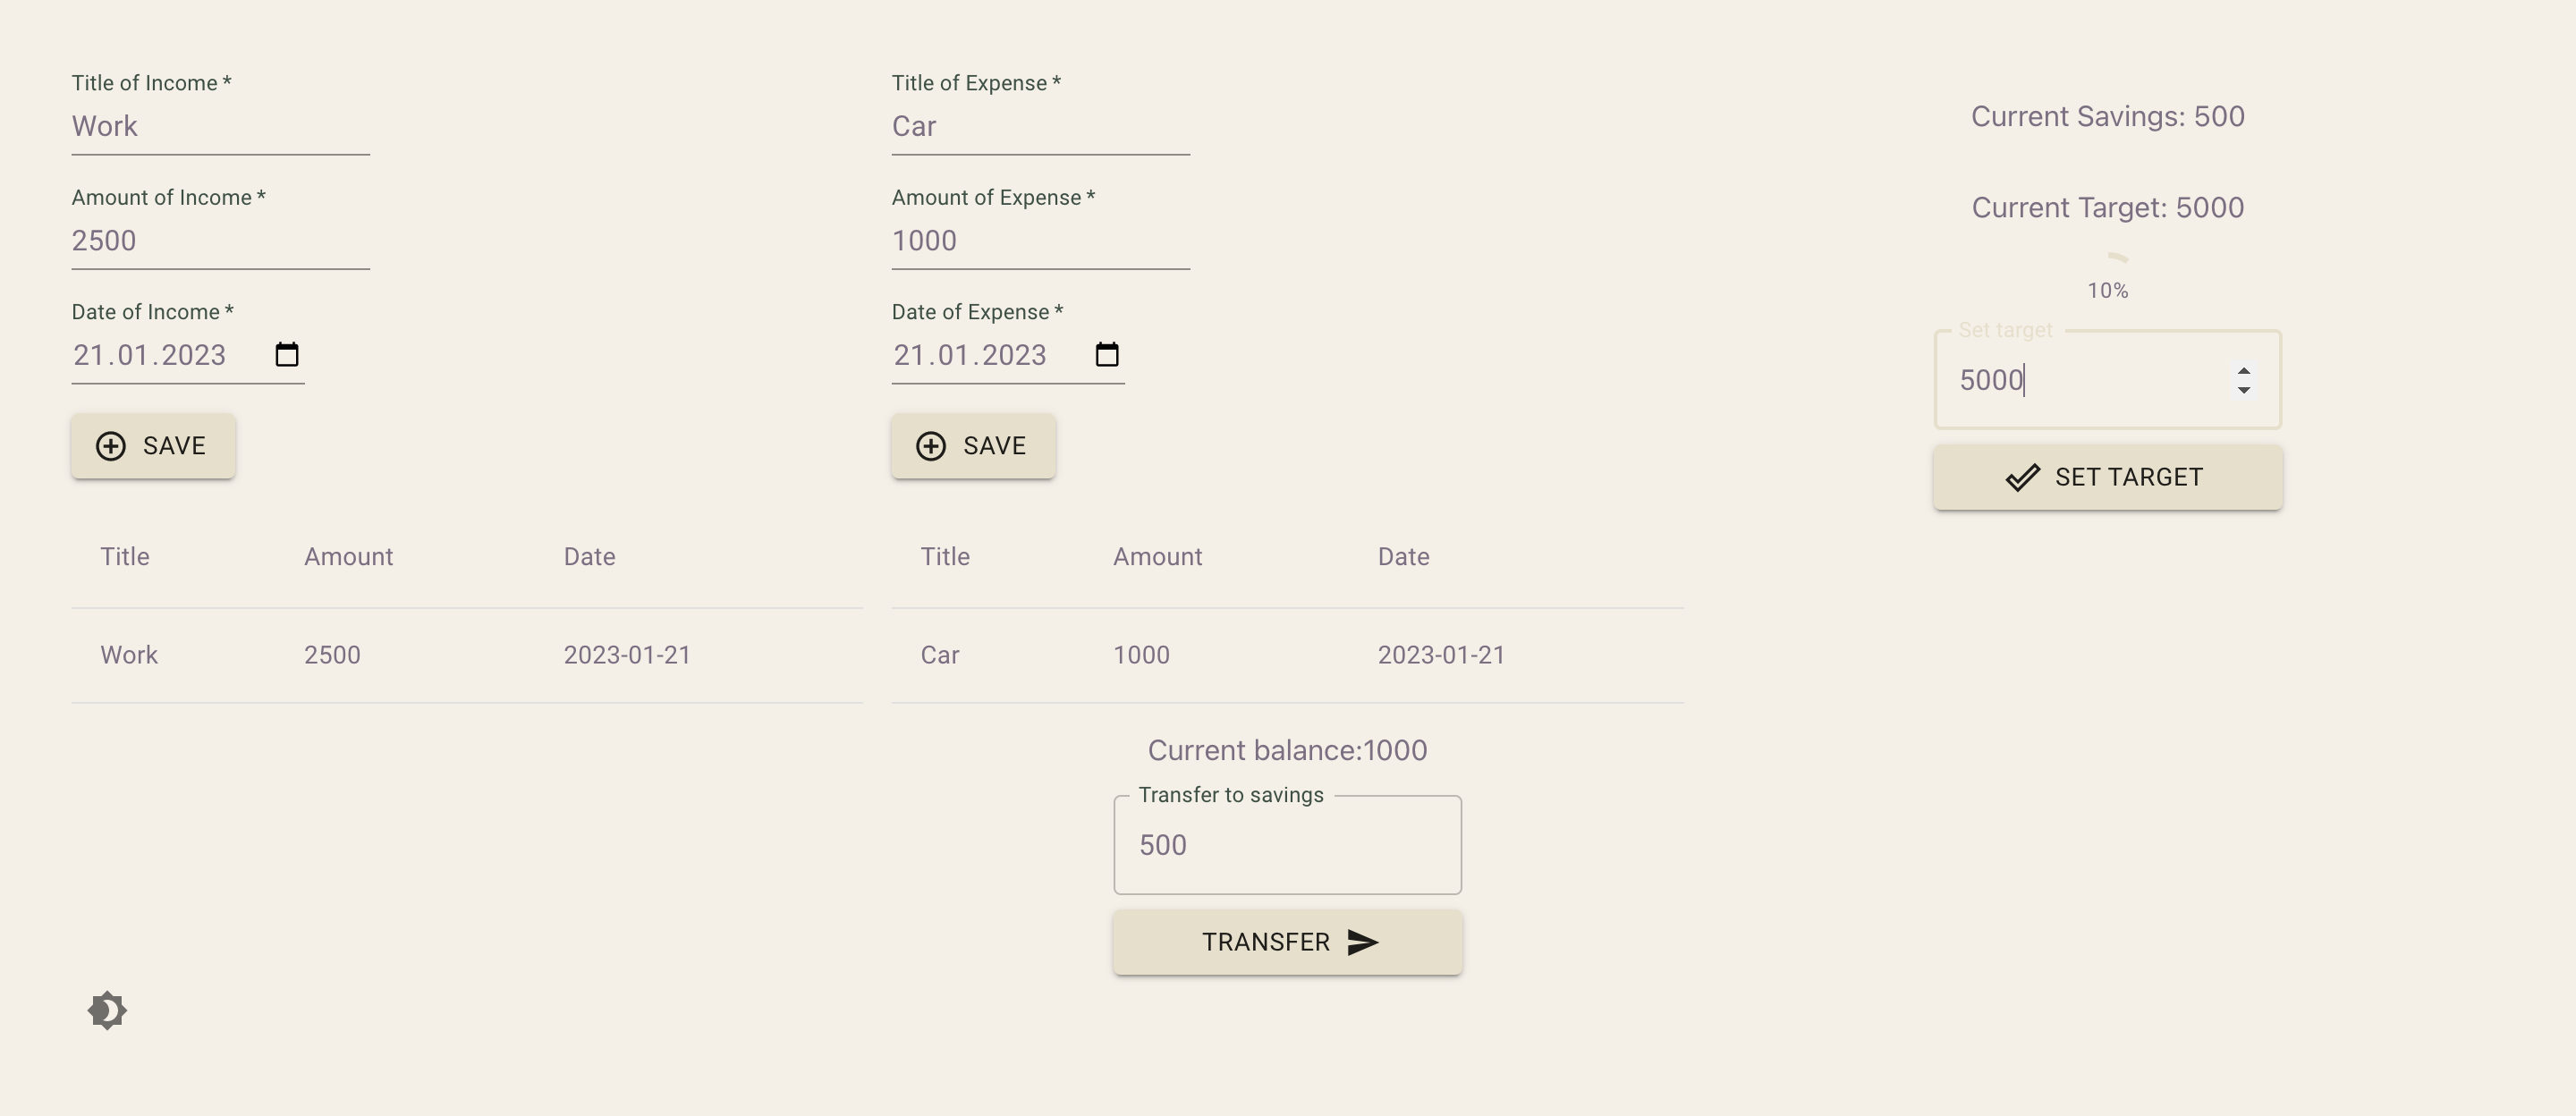 Title of Income *
Work
Amount of Income *
2500
Date of Income *
21.01.2023
SAVE
Title Amount Date
Work 2500 2023-01-21
Title of Expense *
Car
Amount of Expense *
1000
Date of Expense *
21.01.2023
SAVE
Title Amount Date
Car 1000 2023-01-21
Current balance:1000
Transfer to savings
500
TRANSFER
Current Savings: 500
Current Target: 5000
10%
Set target
5000
SET TARGET